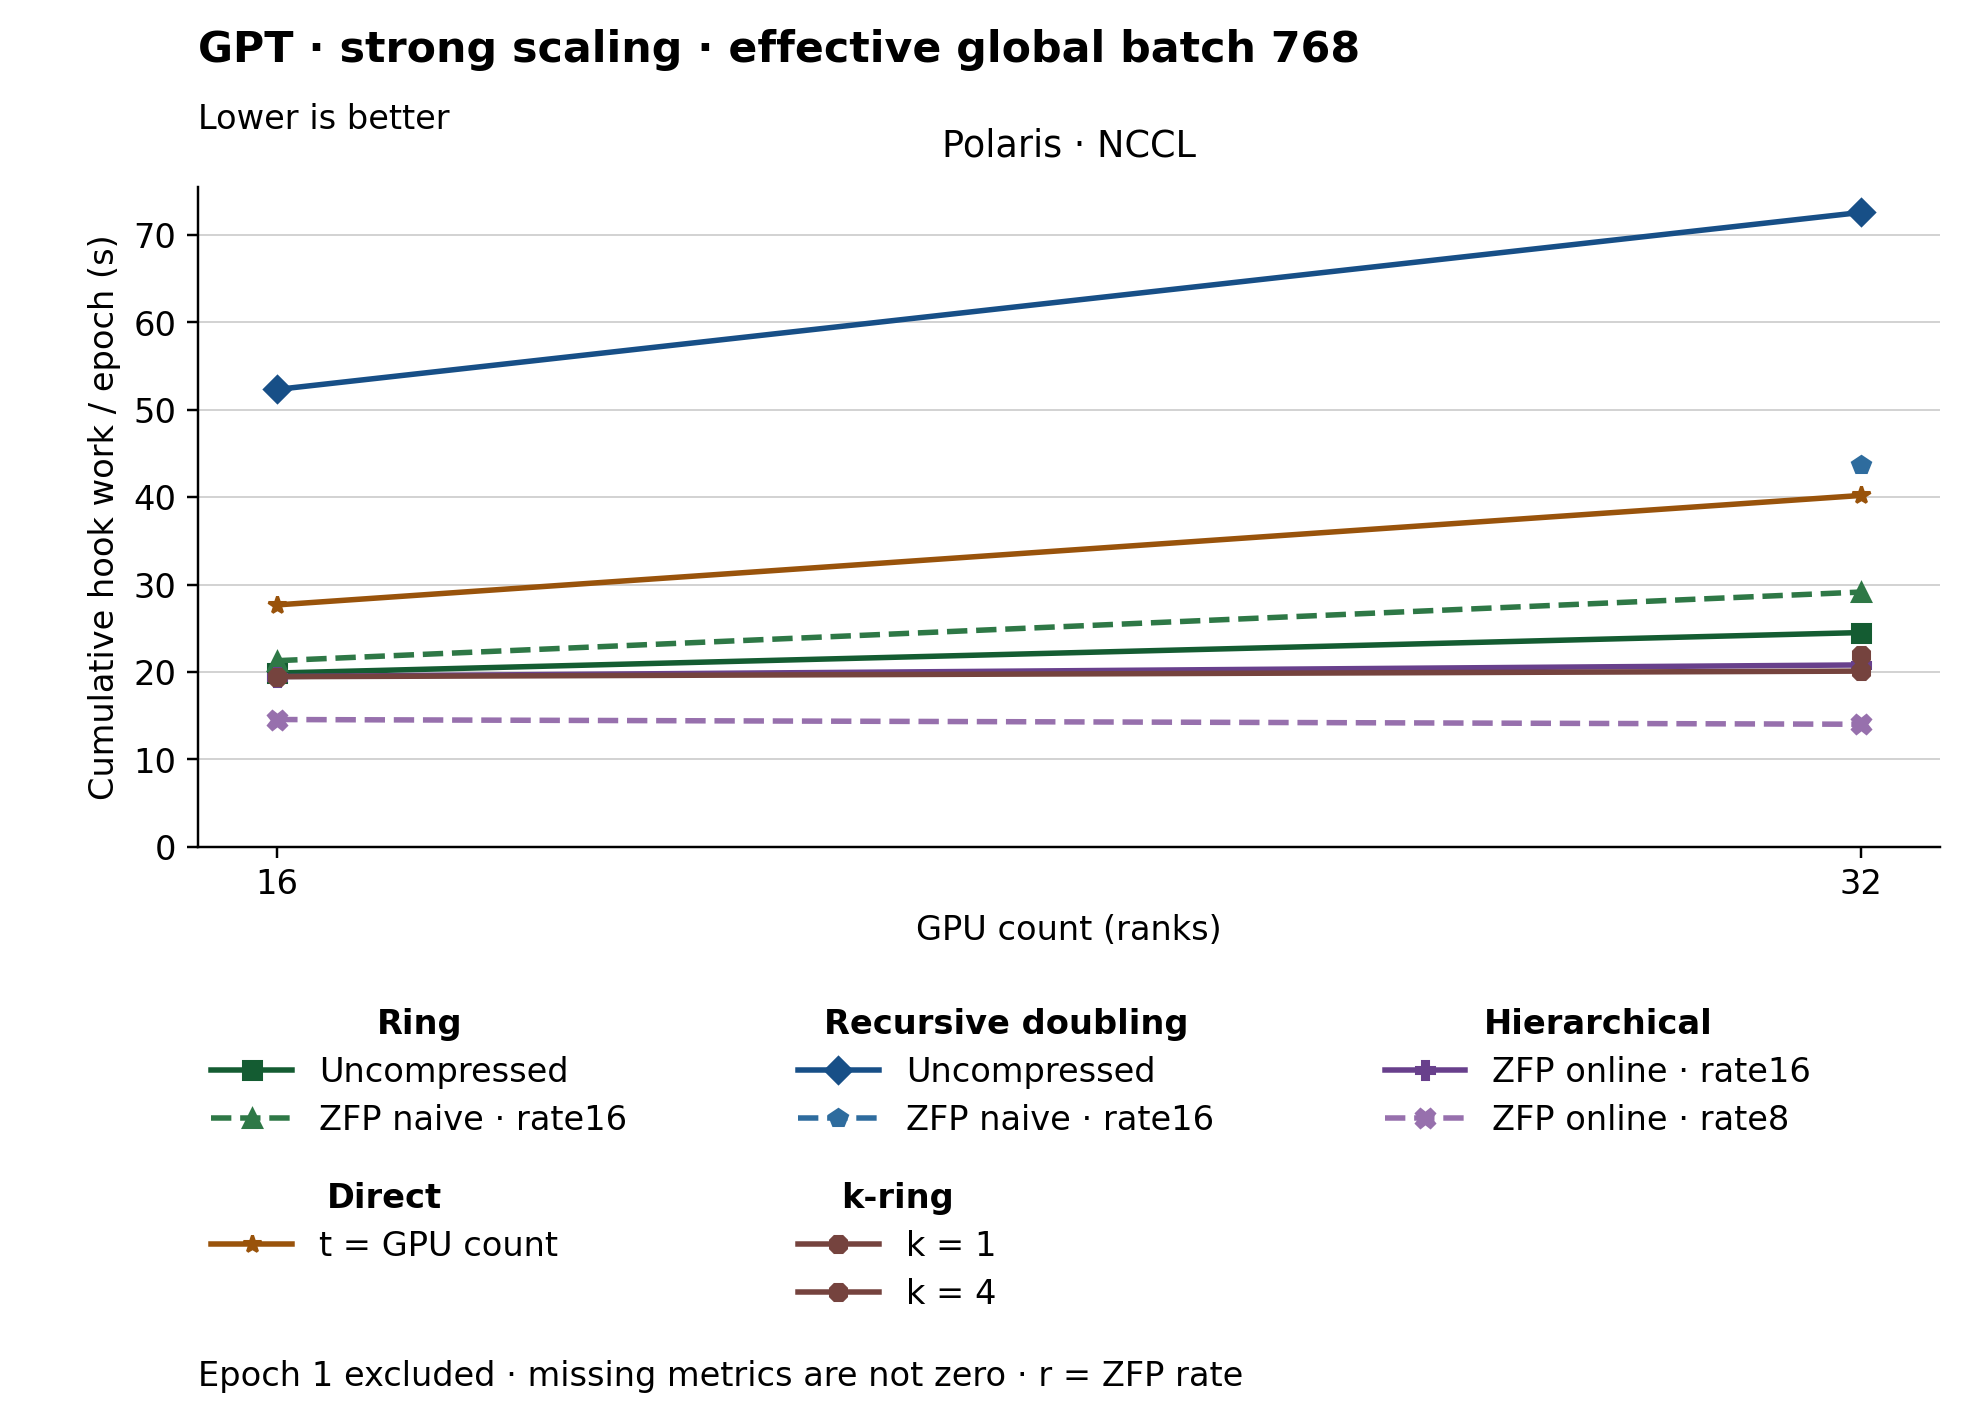 GPT · strong scaling · effective global batch 768
Lower is better
Polaris · NCCL
Cumulative hook work / epoch (s)
70
60
50
40
30
20
10
0
16
32
GPU count (ranks)
Ring
Uncompressed
ZFP naive · rate16
Recursive doubling
Uncompressed
ZFP naive · rate16
Hierarchical
ZFP online · rate16
ZFP online · rate8
Direct
t = GPU count
k-ring
k = 1
k = 4
Epoch 1 excluded · missing metrics are not zero · r = ZFP rate